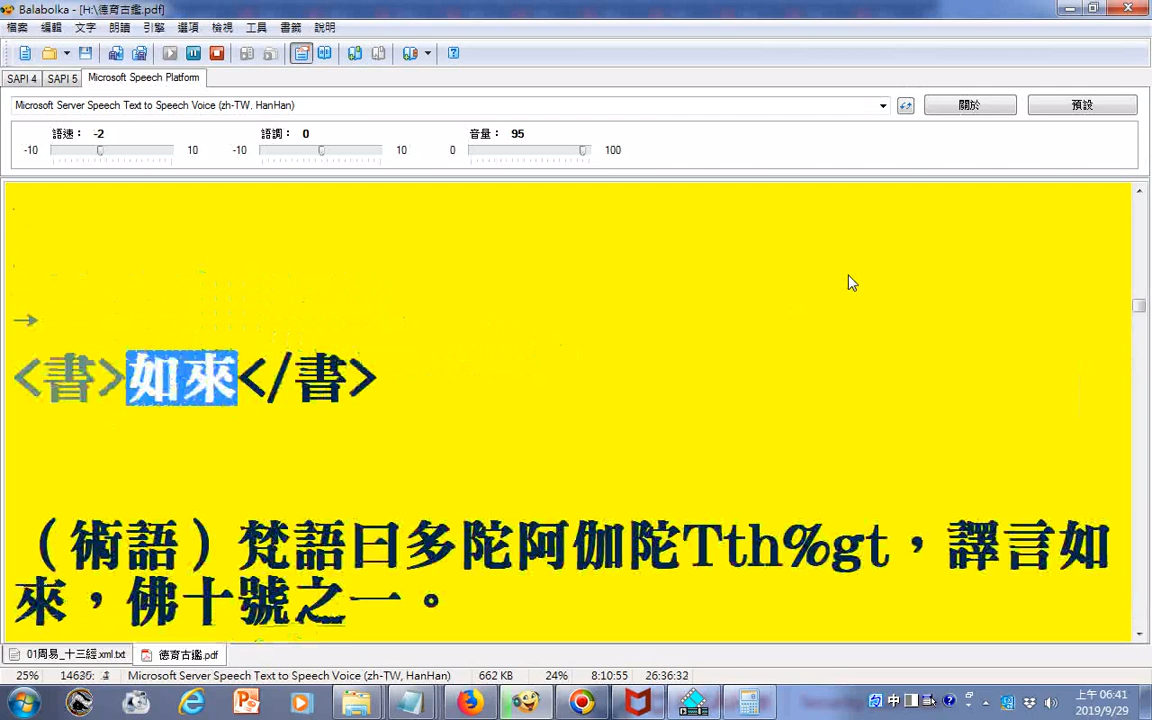 Balabolka - [H:\德育古鑑.pdf]
檔案 編輯 文字 朗讀 引擎 選項 檢視 工具 書籤 說明
SAPI 4 SAPI 5 Microsoft Speech Platform
Microsoft Server Speech Text to Speech Voice (zh-TW, HanHan) 關於 預設
語速： -2 語調： 0 音量： 95
-10 10 -10 10 0 100
→
<書>如來</書>
（術語）梵語曰多陀阿伽陀Tth%gt，譯言如
來，佛十號之一。
01周易_十三經.xml.txt 德育古鑑.pdf
25% Microsoft Server Speech Text to Speech Voice (zh-TW, HanHan) 662 KB 24% 8:10:55 26:36:32
中 上午 06:41
2019/9/29